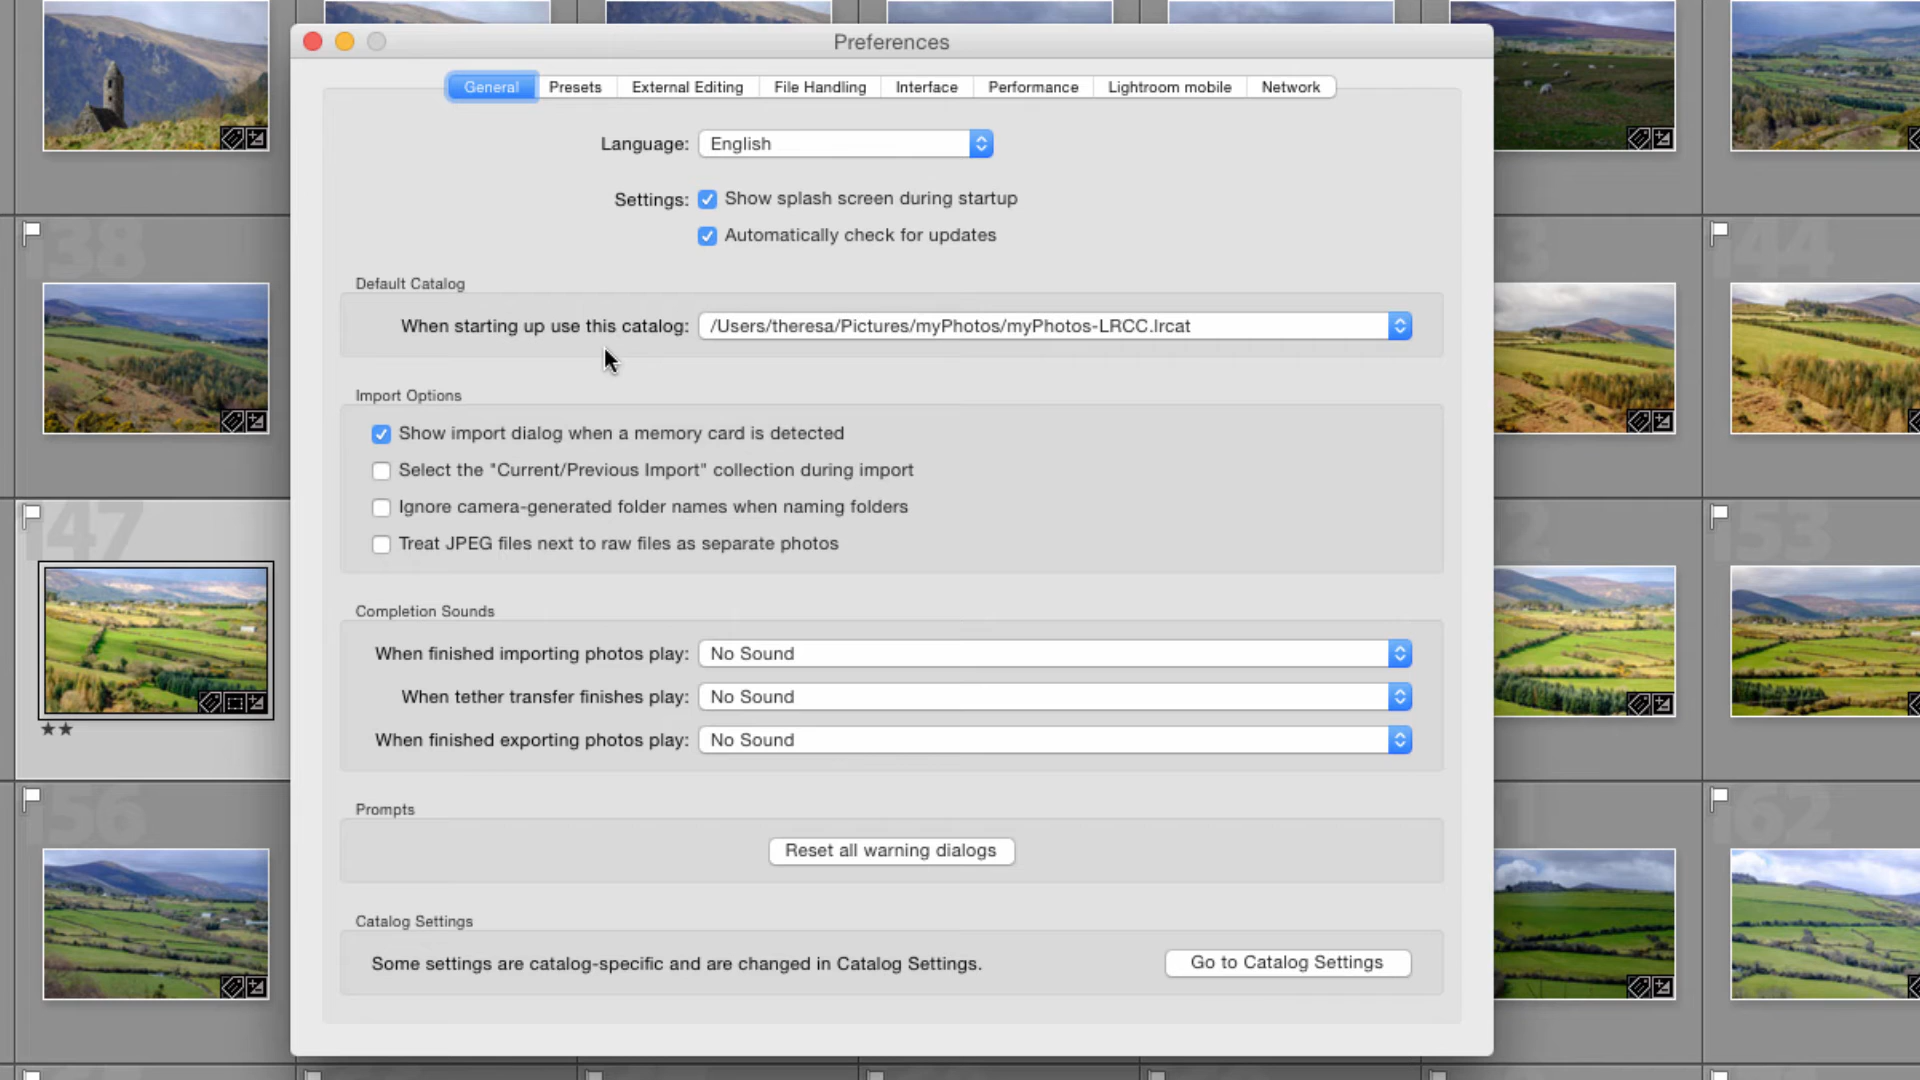 Preferences
General Presets External Editing File Handling Interface Performance Lightroom mobile Network
Language: English
Settings: Show splash screen during startup
Automatically check for updates
Default Catalog
When starting up use this catalog: /Users/theresa/Pictures/myPhotos/myPhotos-LRCC.lrcat
Import Options
Show import dialog when a memory card is detected
Select the "Current/Previous Import" collection during import
Ignore camera-generated folder names when naming folders
Treat JPEG files next to raw files as separate photos
Completion Sounds
When finished importing photos play: No Sound
When tether transfer finishes play: No Sound
When finished exporting photos play: No Sound
Prompts
Reset all warning dialogs
Catalog Settings
Some settings are catalog-specific and are changed in Catalog Settings. Go to Catalog Settings
138
144
147
153
156
162